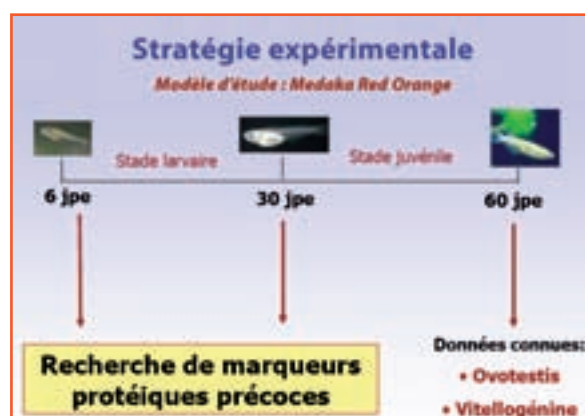 Stratégie expérimentale
Modèle d'étude : Medaka Red Orange
Stade larvaire
Stade juvénile
6 jpe
30 jpe
60 jpe
Recherche de marqueurs
protéiques précoces
Données connues:
• Ovotestis
• Vitellogénine